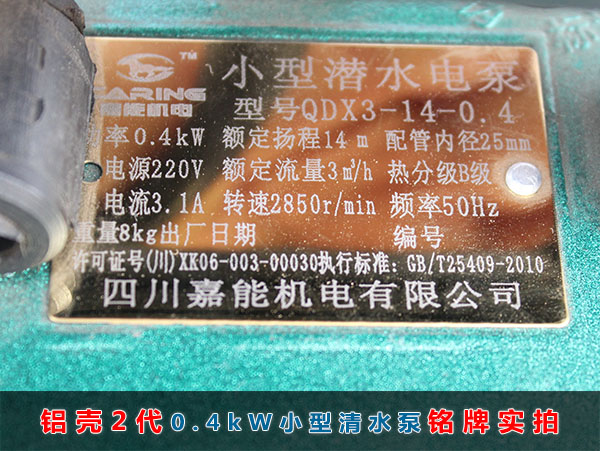 ARING™ 小型潜水电泵
嘉能机电 型号QDX3-14-0.4
率0.4kW 额定扬程14m 配管内径25mm
电源220V 额定流量3m³/h 热分级B级
电流3.1A 转速2850r/min 频率50Hz
重量8kg出厂日期 编号
许可证号(川)XK06-003-00030执行标准：GB/T25409-2010
四川嘉能机电有限公司
铝壳2代0.4kW小型清水泵铭牌实拍